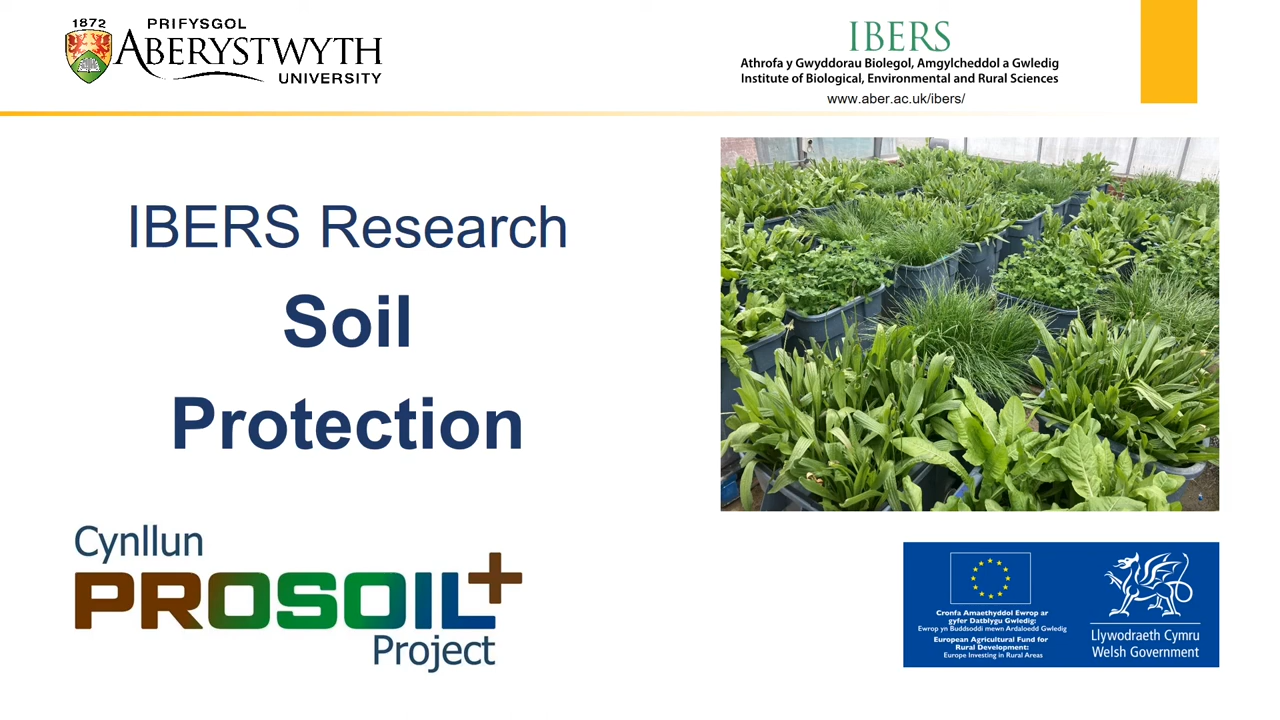 1872
PRIFYSGOL
ABERYSTWYTH
UNIVERSITY
IBERS
Athrofa y Gwyddorau Biolegol, Amgylcheddol a Gwledig
Institute of Biological, Environmental and Rural Sciences
www.aber.ac.uk/ibers/
IBERS Research
Soil
Protection
Cynllun
PROSOIL+
Project
Cronfa Amaethyddol Ewrop ar
gyfer Datblygu Gwledig:
Ewrop yn Buddsoddi mewn Ardaloedd Gwledig
European Agricultural Fund for
Rural Development:
Europe Investing in Rural Areas
Llywodraeth Cymru
Welsh Government